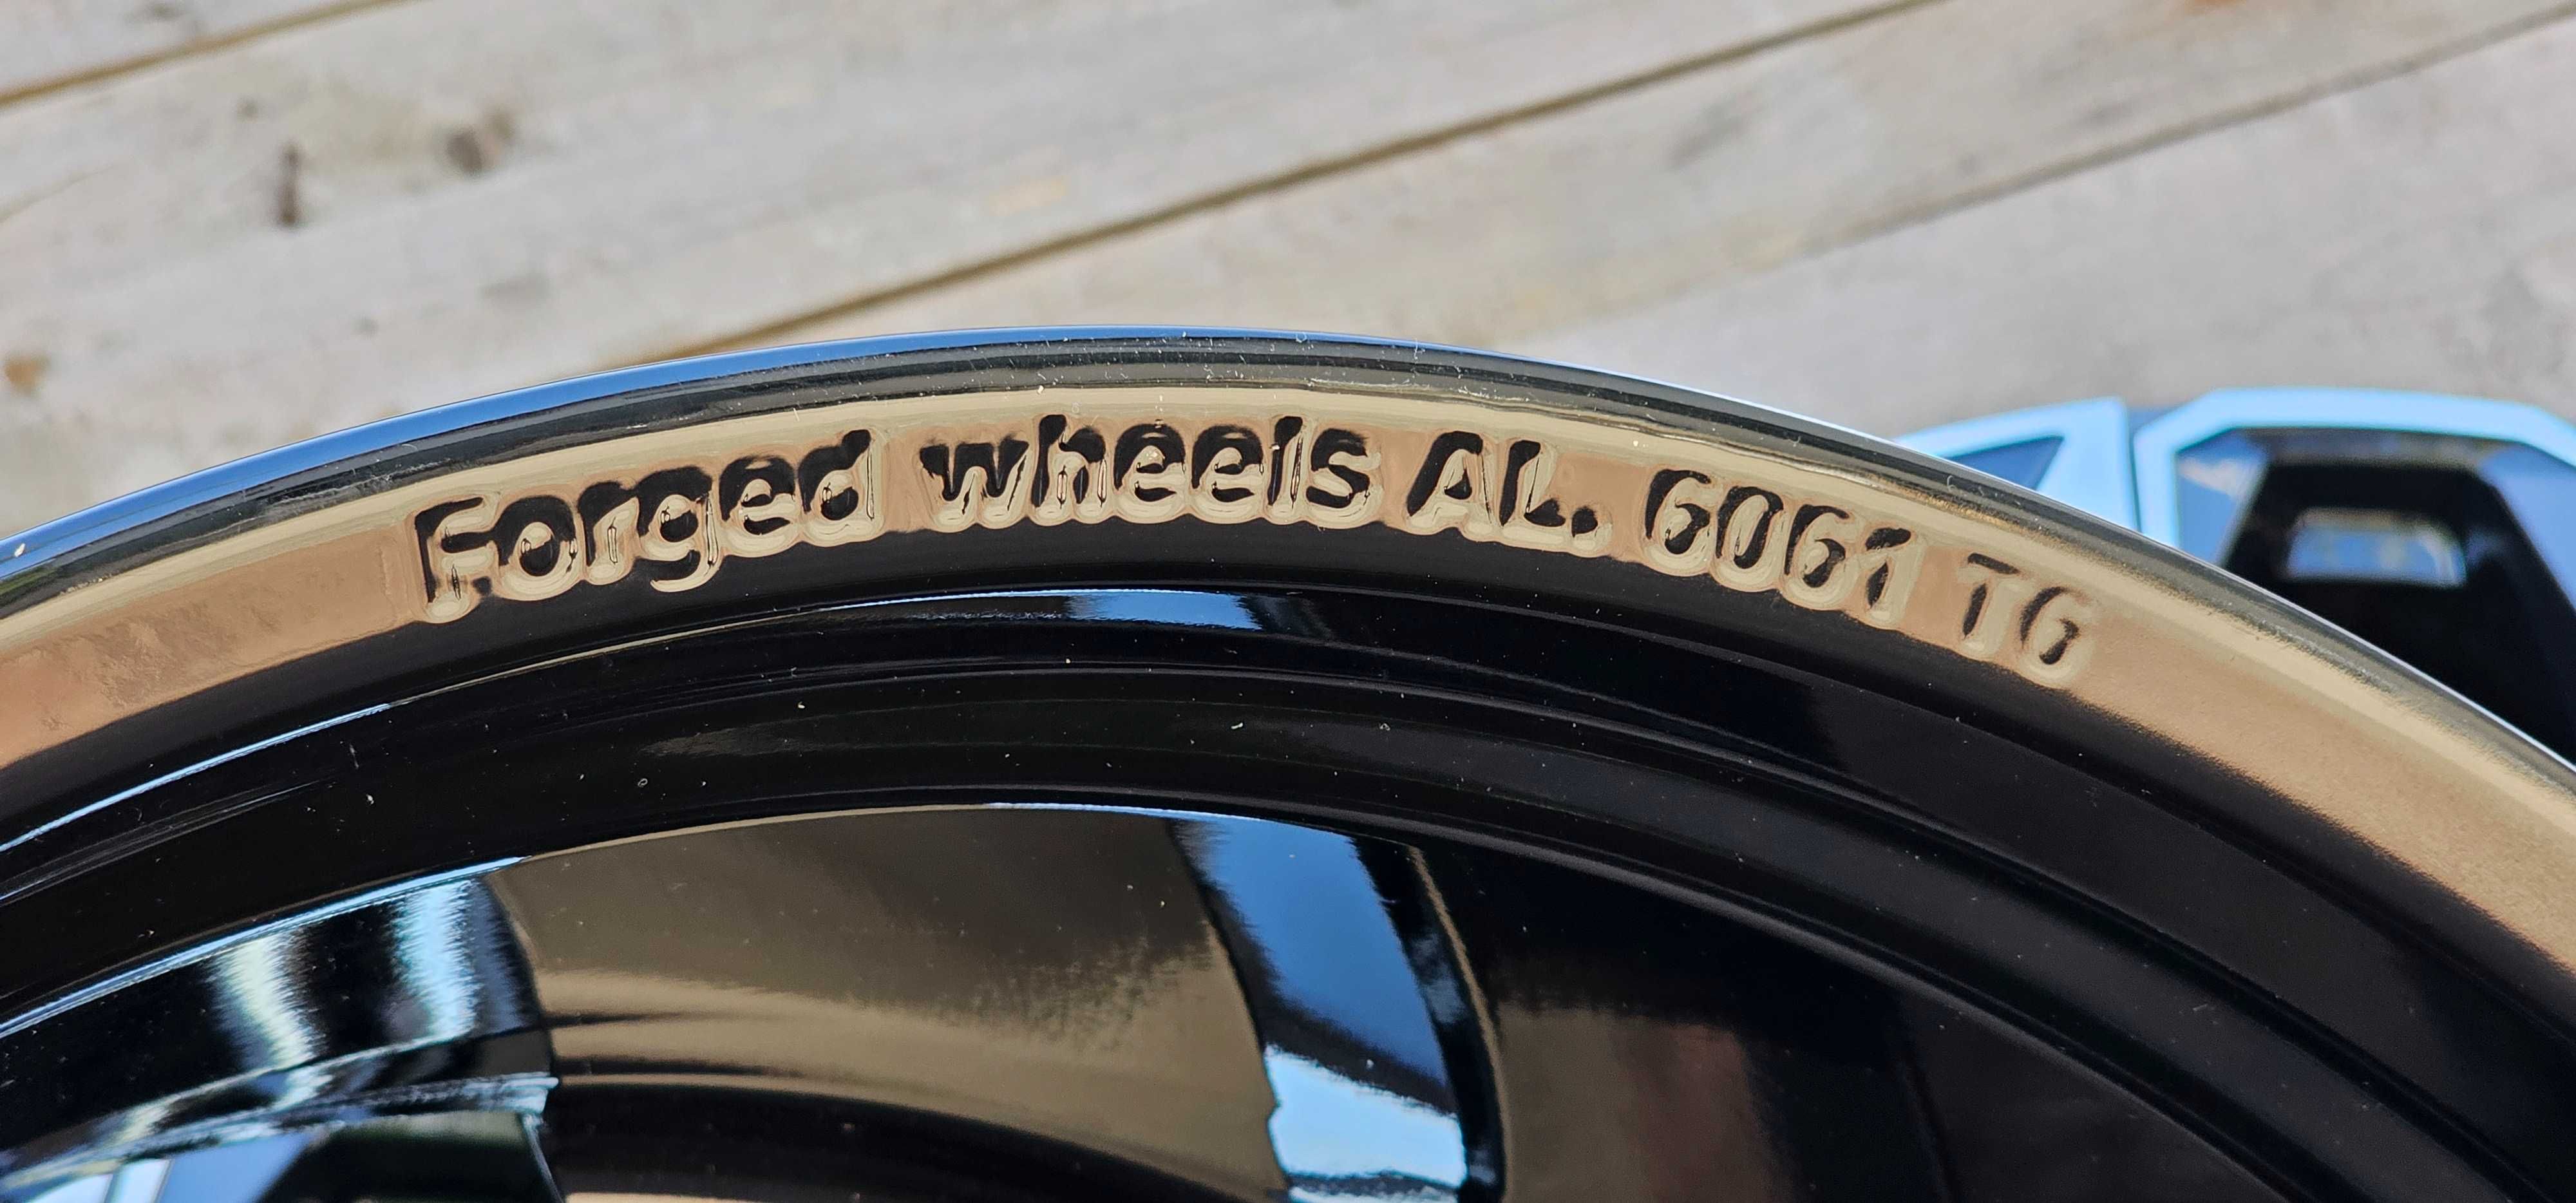 Forged wheels AL. 6061 T6